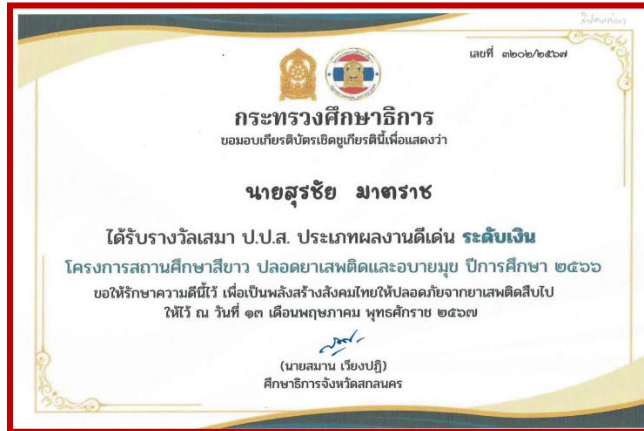 เลขที่ ๓๒๐๒/๒๕๖๗
กระทรวงศึกษาธิการ
ขอมอบเกียรติบัตรเชิดชูเกียรตินี้เพื่อแสดงว่า
นายสุรชัย มาตราช
ได้รับรางวัลเสมา ป.ป.ส. ประเภทผลงานดีเด่น ระดับเงิน
โครงการสถานศึกษาสีขาว ปลอดยาเสพติดและอบายมุข ปีการศึกษา ๒๕๖๖
ขอให้รักษาความดีนี้ไว้ เพื่อเป็นพลังสร้างสังคมไทยให้ปลอดภัยจากยาเสพติดสืบไป
ให้ไว้ ณ วันที่ ๑๓ เดือนพฤษภาคม พุทธศักราช ๒๕๖๗
(นายสมาน เวียงปฏิ)
ศึกษาธิการจังหวัดสกลนคร